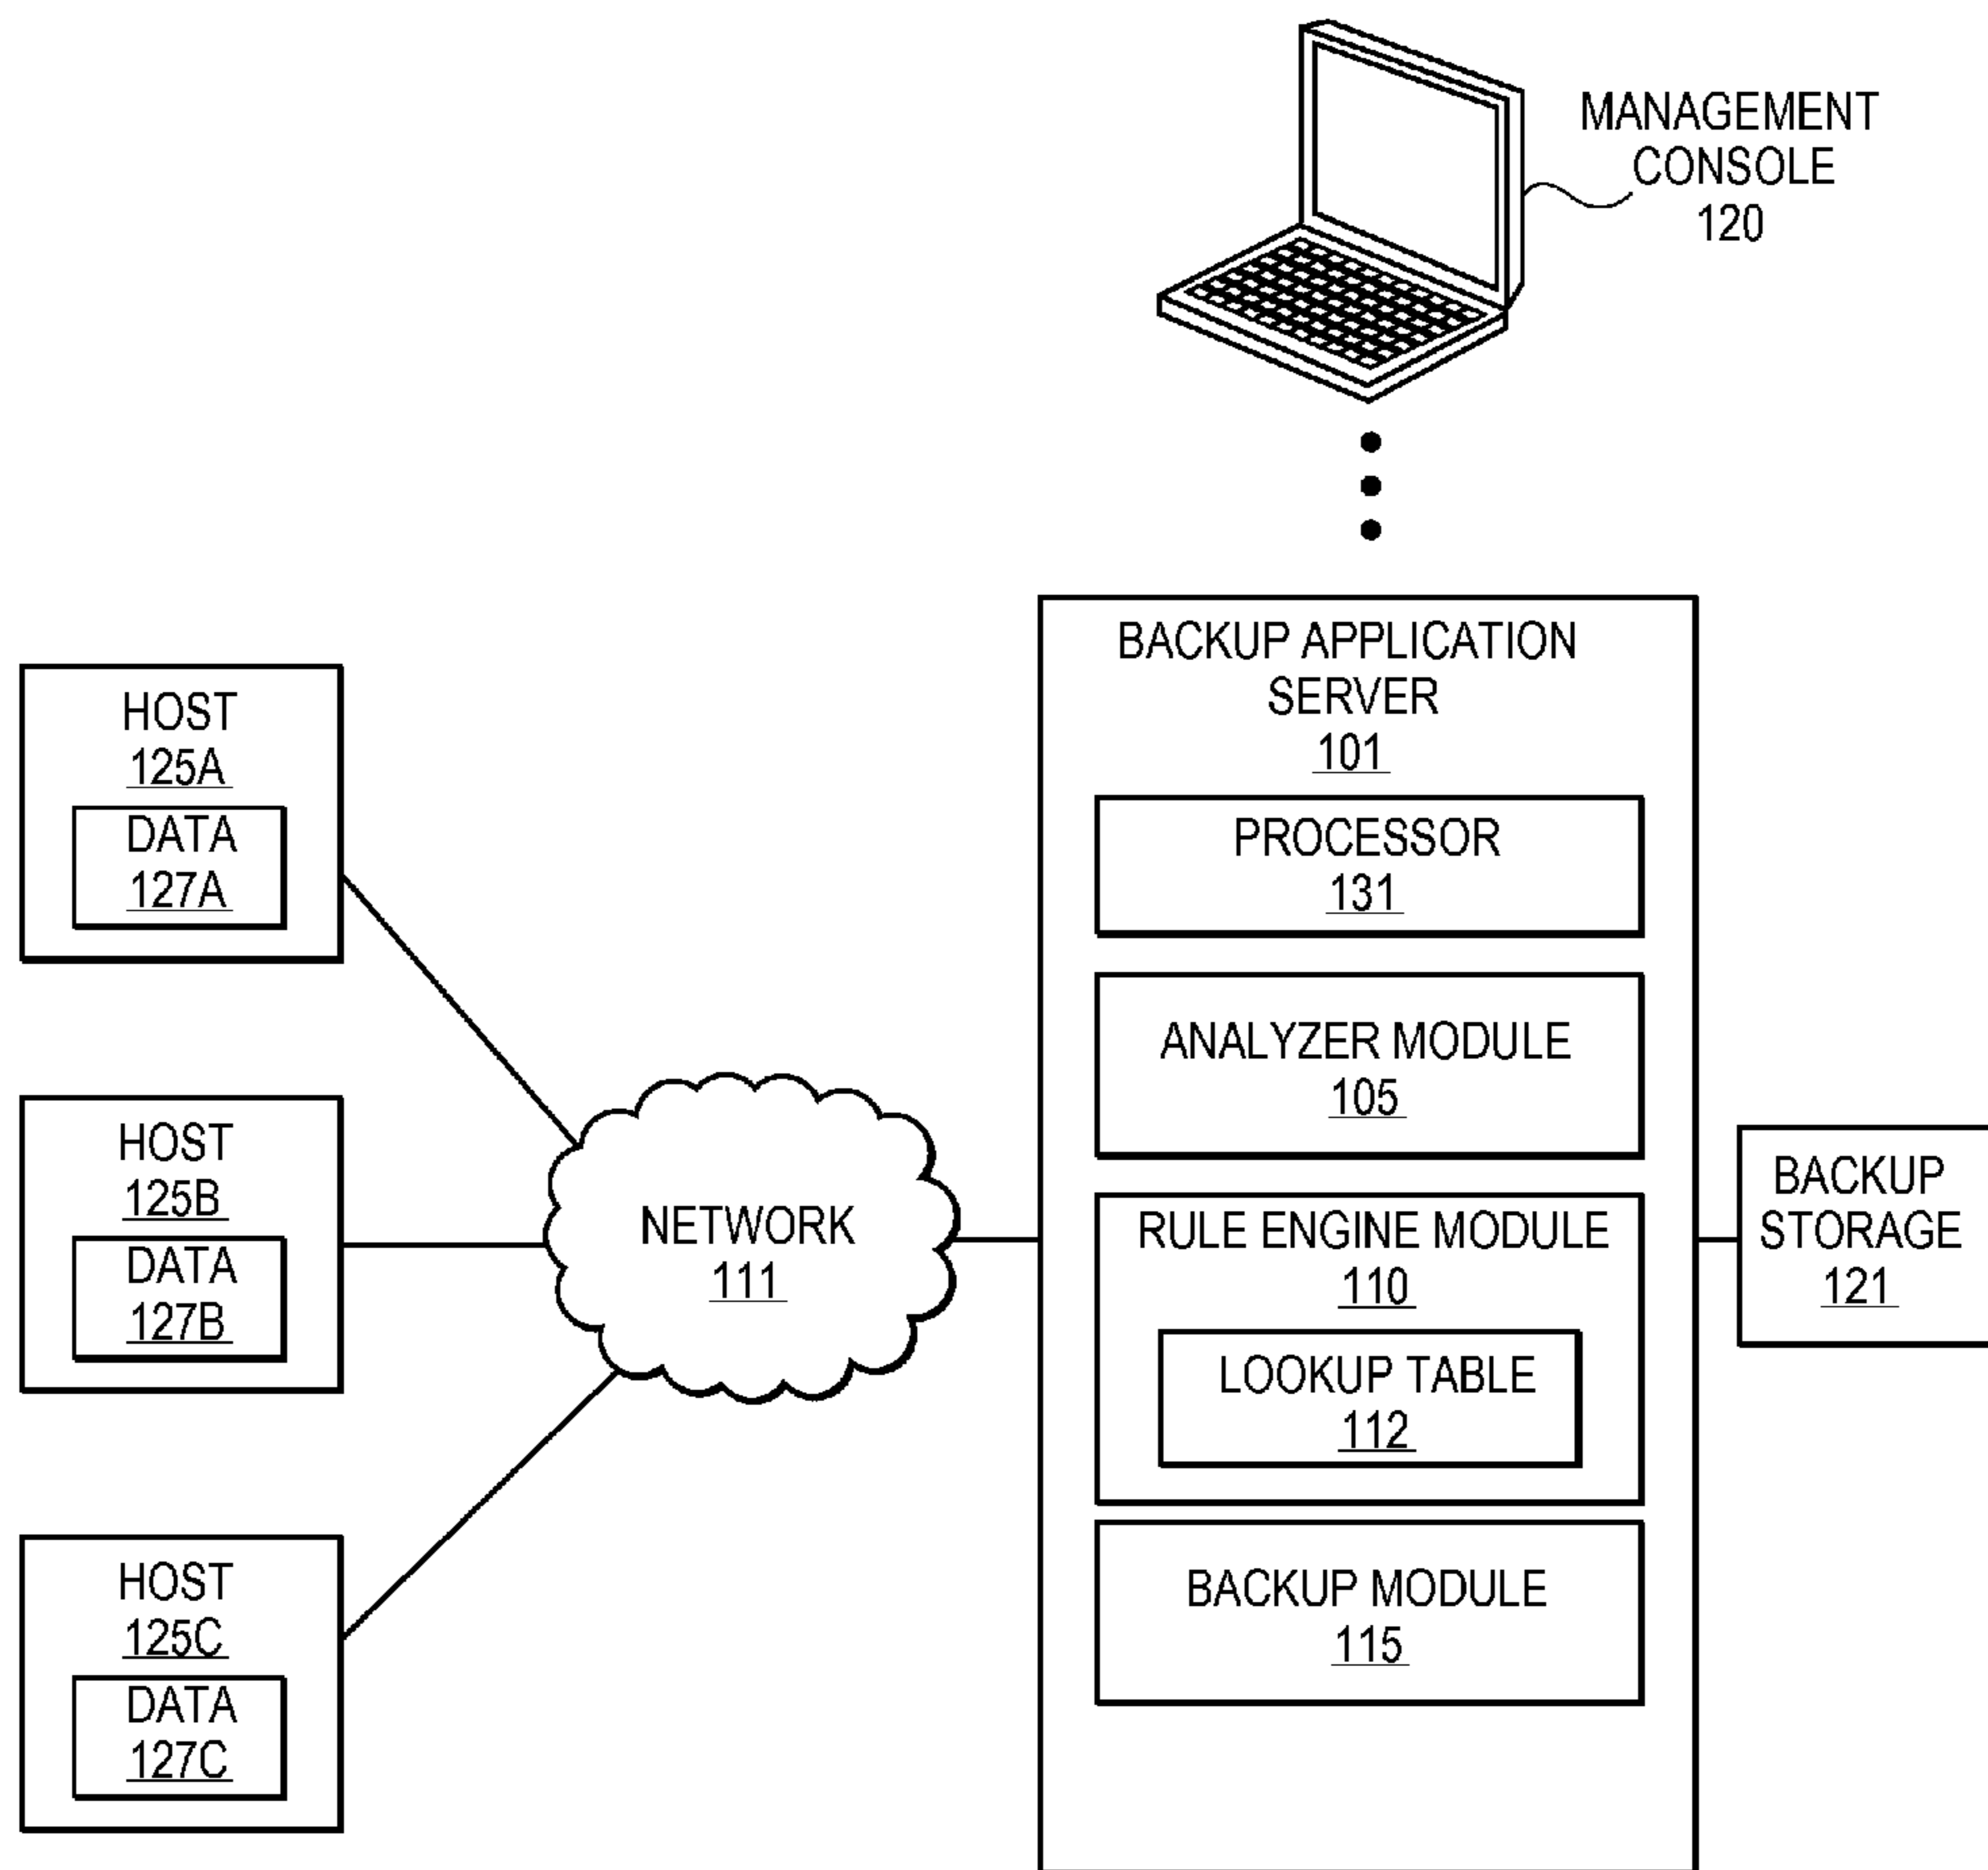 MANAGEMENT
CONSOLE
120
BACKUP APPLICATION
SERVER
101
PROCESSOR
131
ANALYZER MODULE
105
RULE ENGINE MODULE
110
LOOKUP TABLE
112
BACKUP MODULE
115
HOST
125A
DATA
127A
HOST
125B
DATA
127B
HOST
125C
DATA
127C
NETWORK
111
BACKUP
STORAGE
121